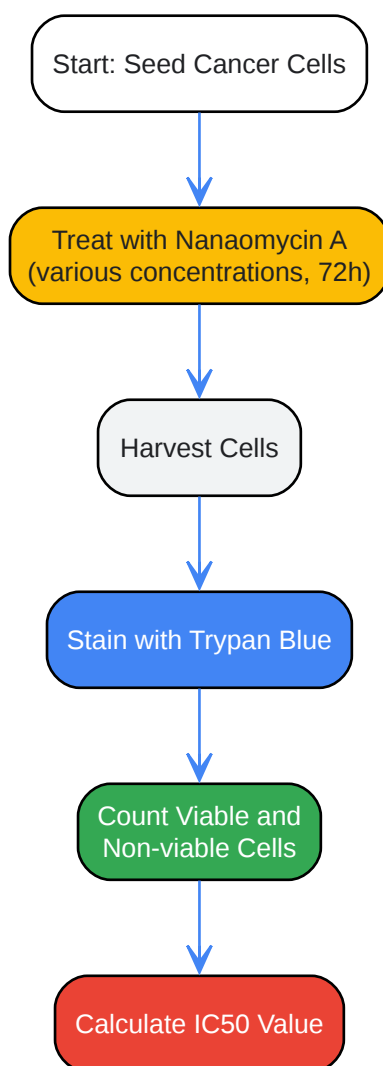 Start: Seed Cancer Cells
Treat with Nanaomycin A
(various concentrations, 72h)
Harvest Cells
Stain with Trypan Blue
Count Viable and
Non-viable Cells
Calculate IC50 Value